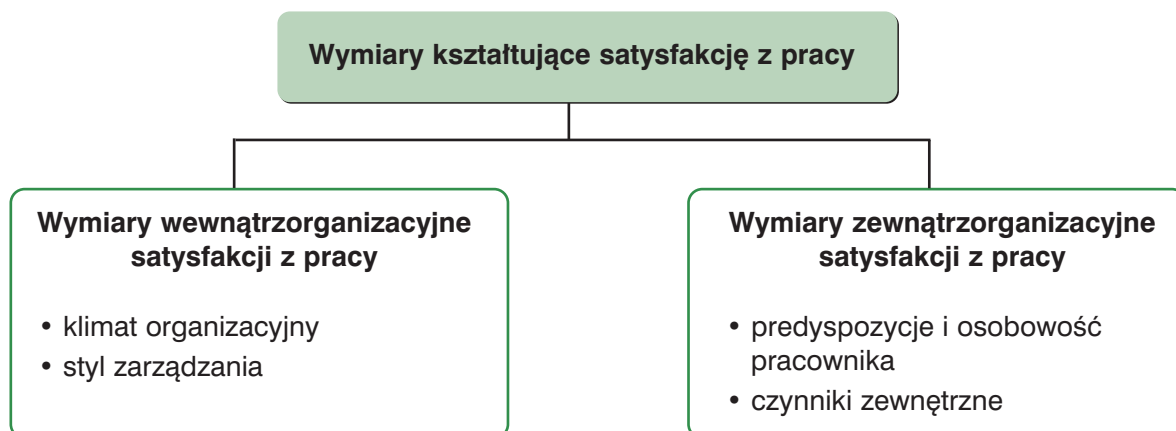 Wymiary kształtujące satysfakcję z pracy
Wymiary wewnątrzorganizacyjne
satysfakcji z pracy
• klimat organizacyjny
• styl zarządzania
Wymiary zewnątrzorganizacyjne
satysfakcji z pracy
• predyspozycje i osobowość
pracownika
• czynniki zewnętrzne